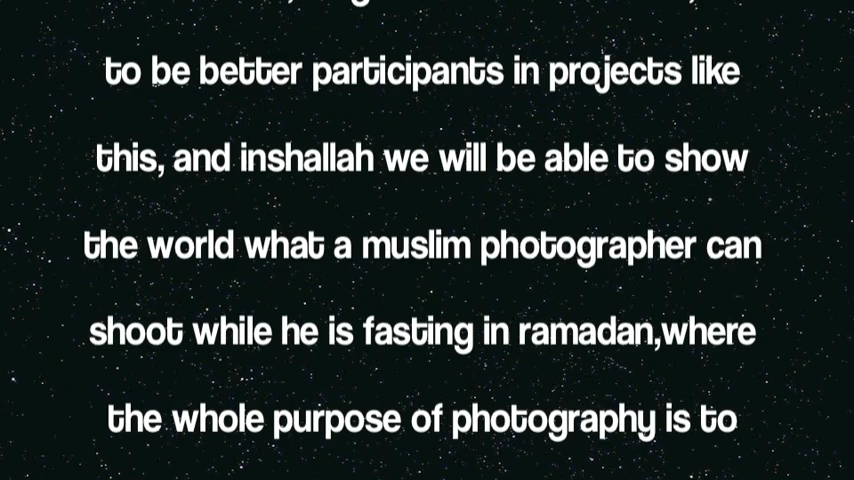 to be better participants in projects like
this, and inshallah we will be able to show
the world what a muslim photographer can
shoot while he is fasting in ramadan,where
the whole purpose of photography is to